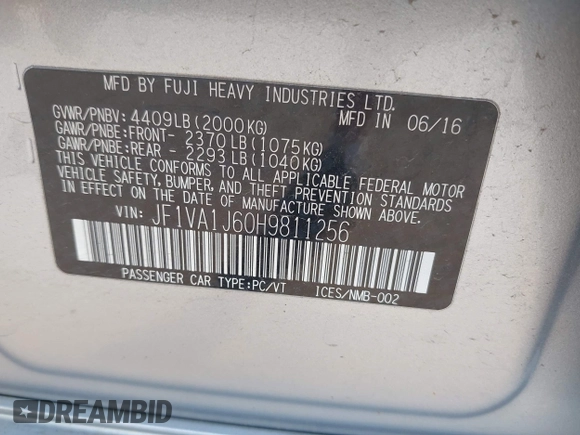 MFD BY FUJI HEAVY INDUSTRIES LTD.
GVWR/PNBV: 4409LB(2000KG) MFD IN 06/16
GAWR/PNBE:FRONT- 2370LB(1075KG)
GAWR/PNBE:REAR - 2293LB(1040KG)
THIS VEHICLE CONFORMS TO ALL APPLICABLE FEDERAL MOTOR
VEHICLE SAFETY, BUMPER, AND THEFT PREVENTION STANDARDS
IN EFFECT ON THE DATE OF MANUFACTURE SHOWN ABOVE.
VIN: JF1VA1J60H9811256
PASSENGER CAR TYPE:PC/VT ICES/NMB-002
DREAMBID